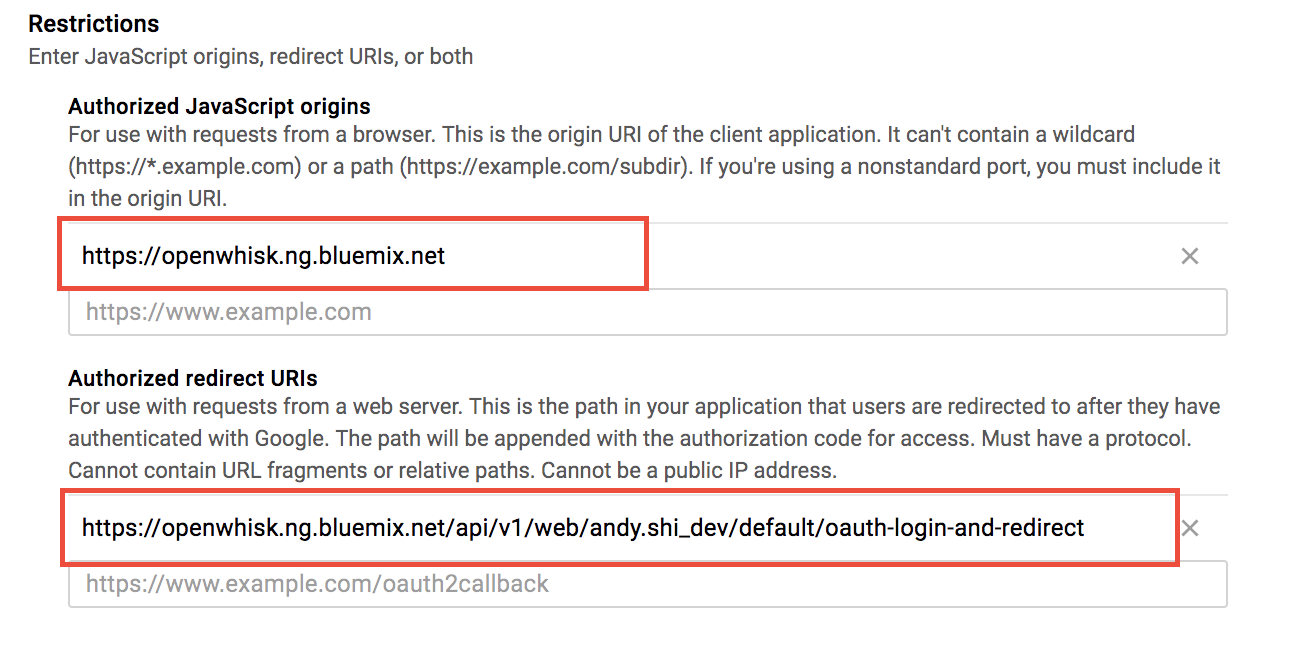 Restrictions
Enter JavaScript origins, redirect URIs, or both
Authorized JavaScript origins
For use with requests from a browser. This is the origin URI of the client application. It can't contain a wildcard
(https://*.example.com) or a path (https://example.com/subdir). If you're using a nonstandard port, you must include it
in the origin URI.
https://openwhisk.ng.bluemix.net
https://www.example.com
Authorized redirect URIs
For use with requests from a web server. This is the path in your application that users are redirected to after they have
authenticated with Google. The path will be appended with the authorization code for access. Must have a protocol.
Cannot contain URL fragments or relative paths. Cannot be a public IP address.
https://openwhisk.ng.bluemix.net/api/v1/web/andy.shi_dev/default/oauth-login-and-redirect
https://www.example.com/oauth2callback